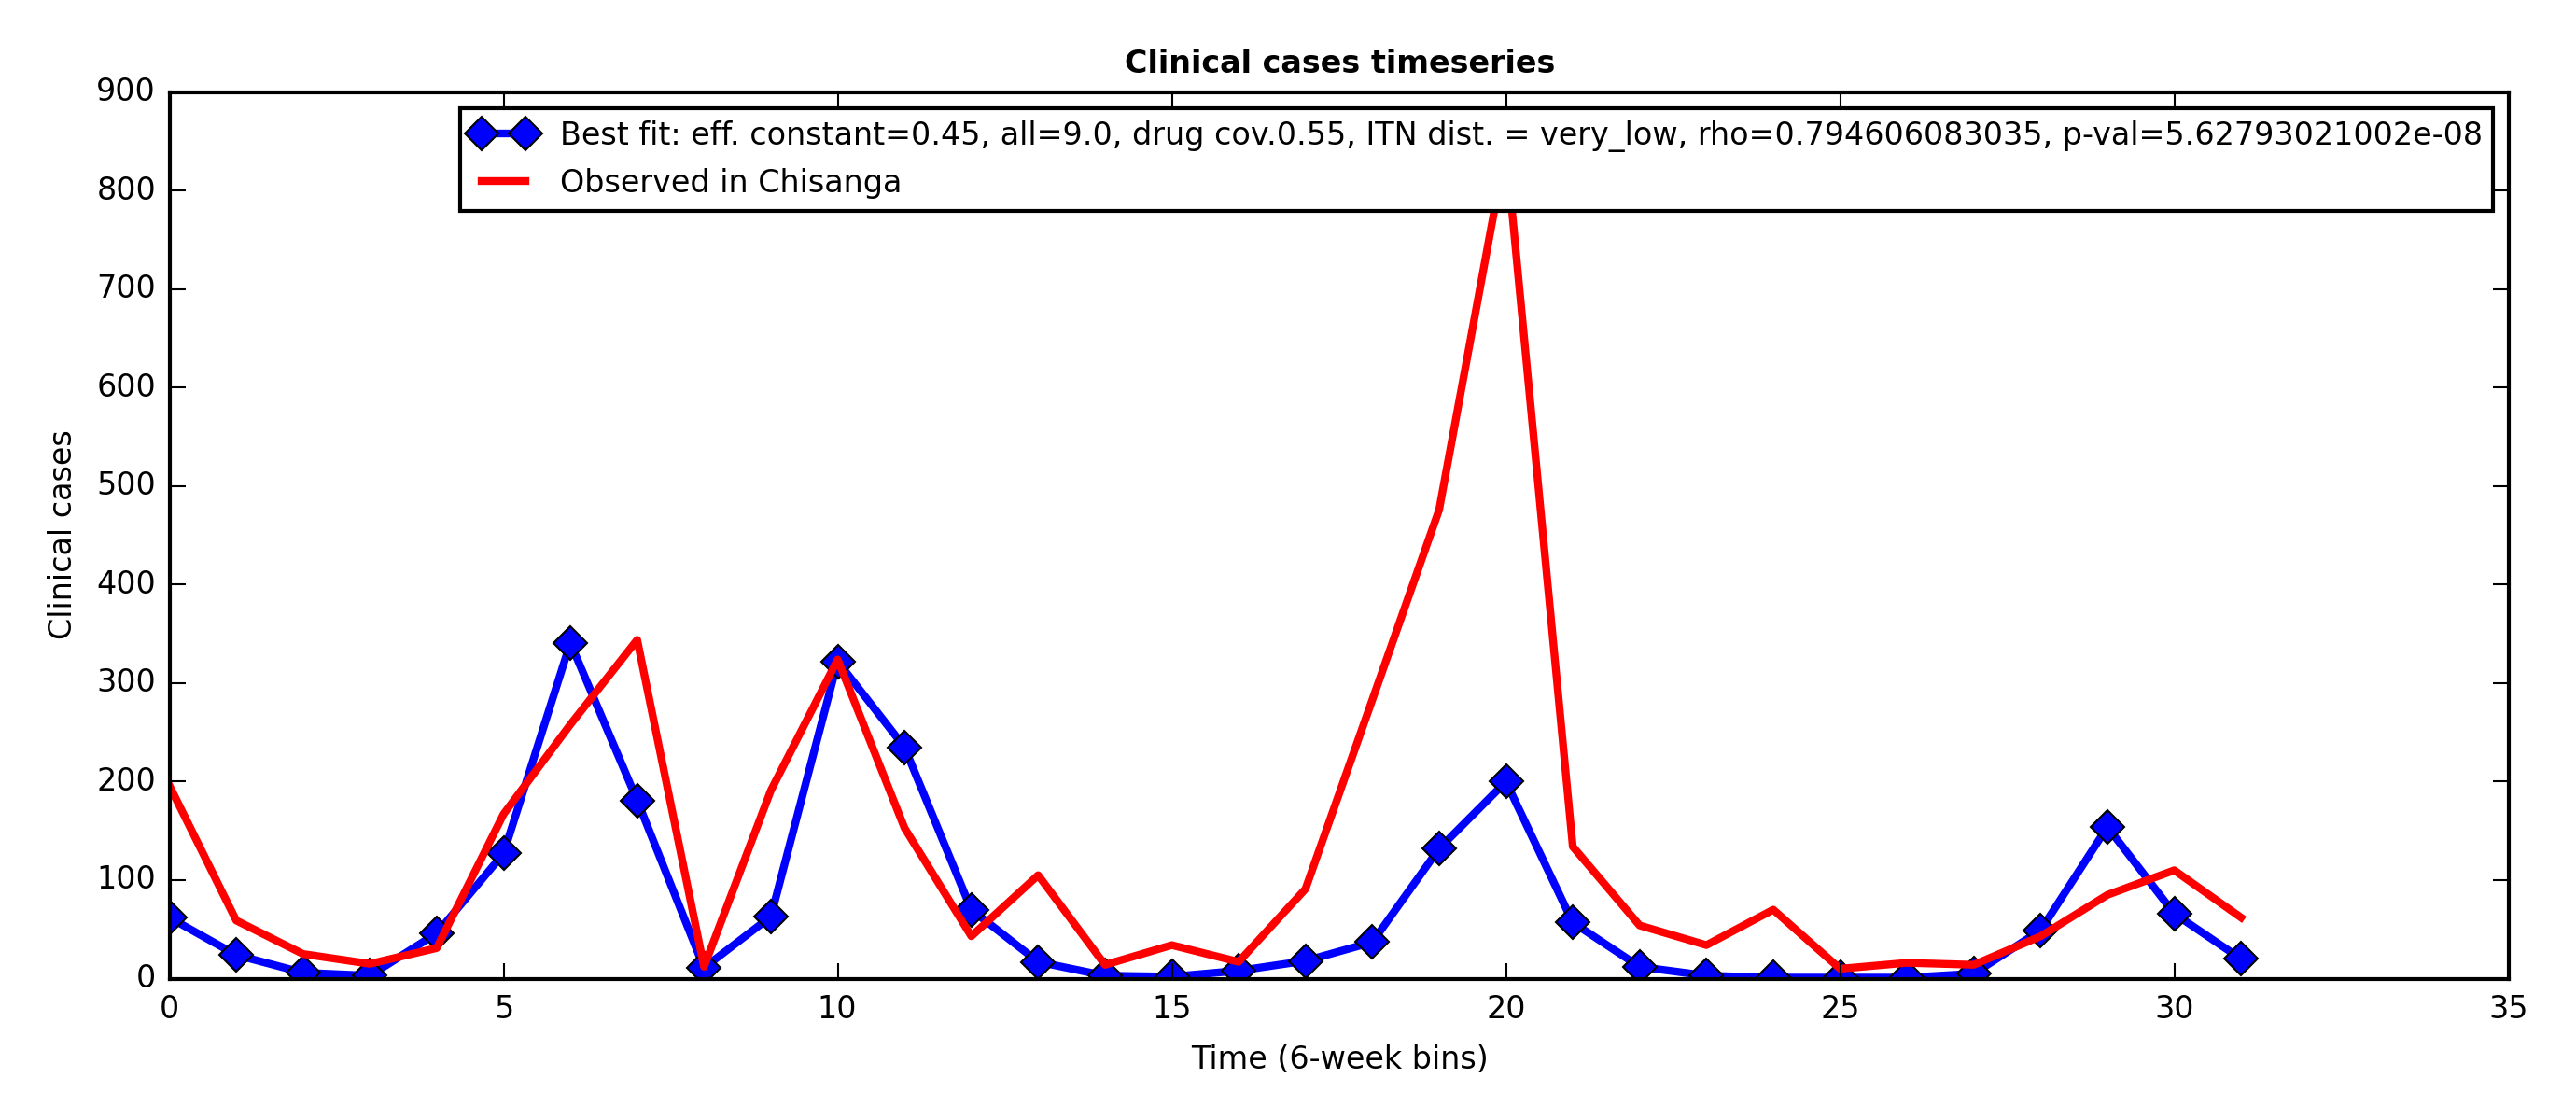 Clinical cases timeseries
900
800
700
600
500
400
300
200
100
0
Clinical cases
Best fit: eff. constant=0.45, all=9.0, drug cov.0.55, ITN dist. = very_low, rho=0.794606083035, p-val=5.62793021002e-08
Observed in Chisanga
0 5 10 15 20 25 30 35
Time (6-week bins)